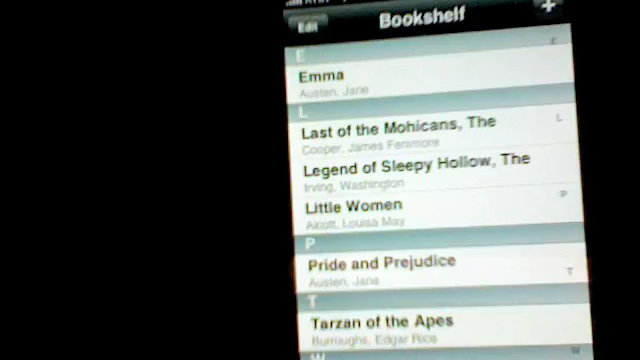 Edit
Bookshelf
+
E
E
Emma
Austen, Jane
L
Last of the Mohicans, The
L
Cooper, James Fenimore
Legend of Sleepy Hollow, The
Irving, Washington
Little Women
P
Alcott, Louisa May
P
Pride and Prejudice
T
Austen, Jane
T
Tarzan of the Apes
Burroughs, Edgar Rice
W
W